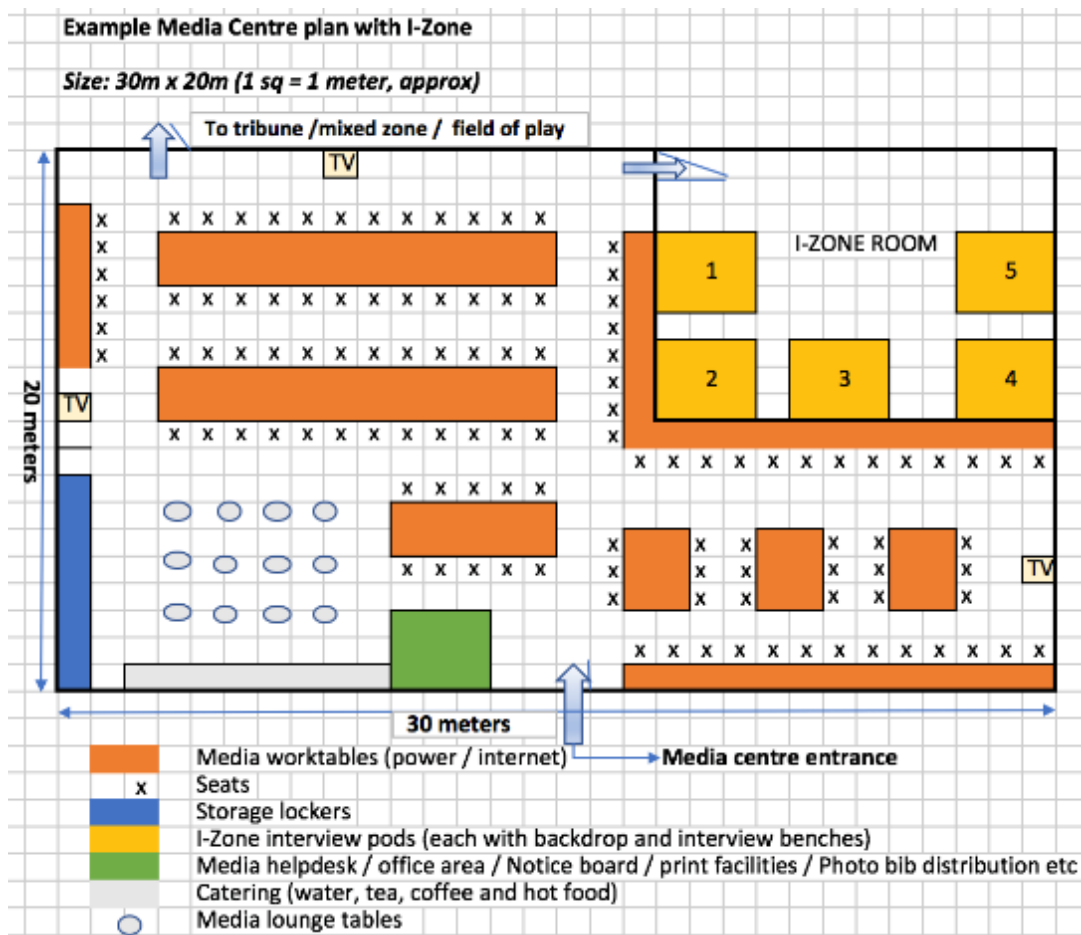 Example Media Centre plan with I-Zone
Size: 30m x 20m (1 sq = 1 meter, approx)
To tribune /mixed zone / field of play
TV
x x x x x x x x x x x x
x
x
x
x
x
x
x x x x x x x x x x x x
x x x x x x x x x x x x
x x x x x x x x x x x x
x
x
x
x
x
x
x
x
I-ZONE ROOM
1
5
2
3
4
TV
20 meters
x x x x x x x x x x x x x
x x x x x
x x x x x
x x x x x x
x x x x x x
x x x x x x
TV
x x x x x x x x x x x x x
30 meters
Media centre entrance
Media worktables (power / internet)
x Seats
Storage lockers
I-Zone interview pods (each with backdrop and interview benches)
Media helpdesk / office area / Notice board / print facilities / Photo bib distribution etc
Catering (water, tea, coffee and hot food)
Media lounge tables